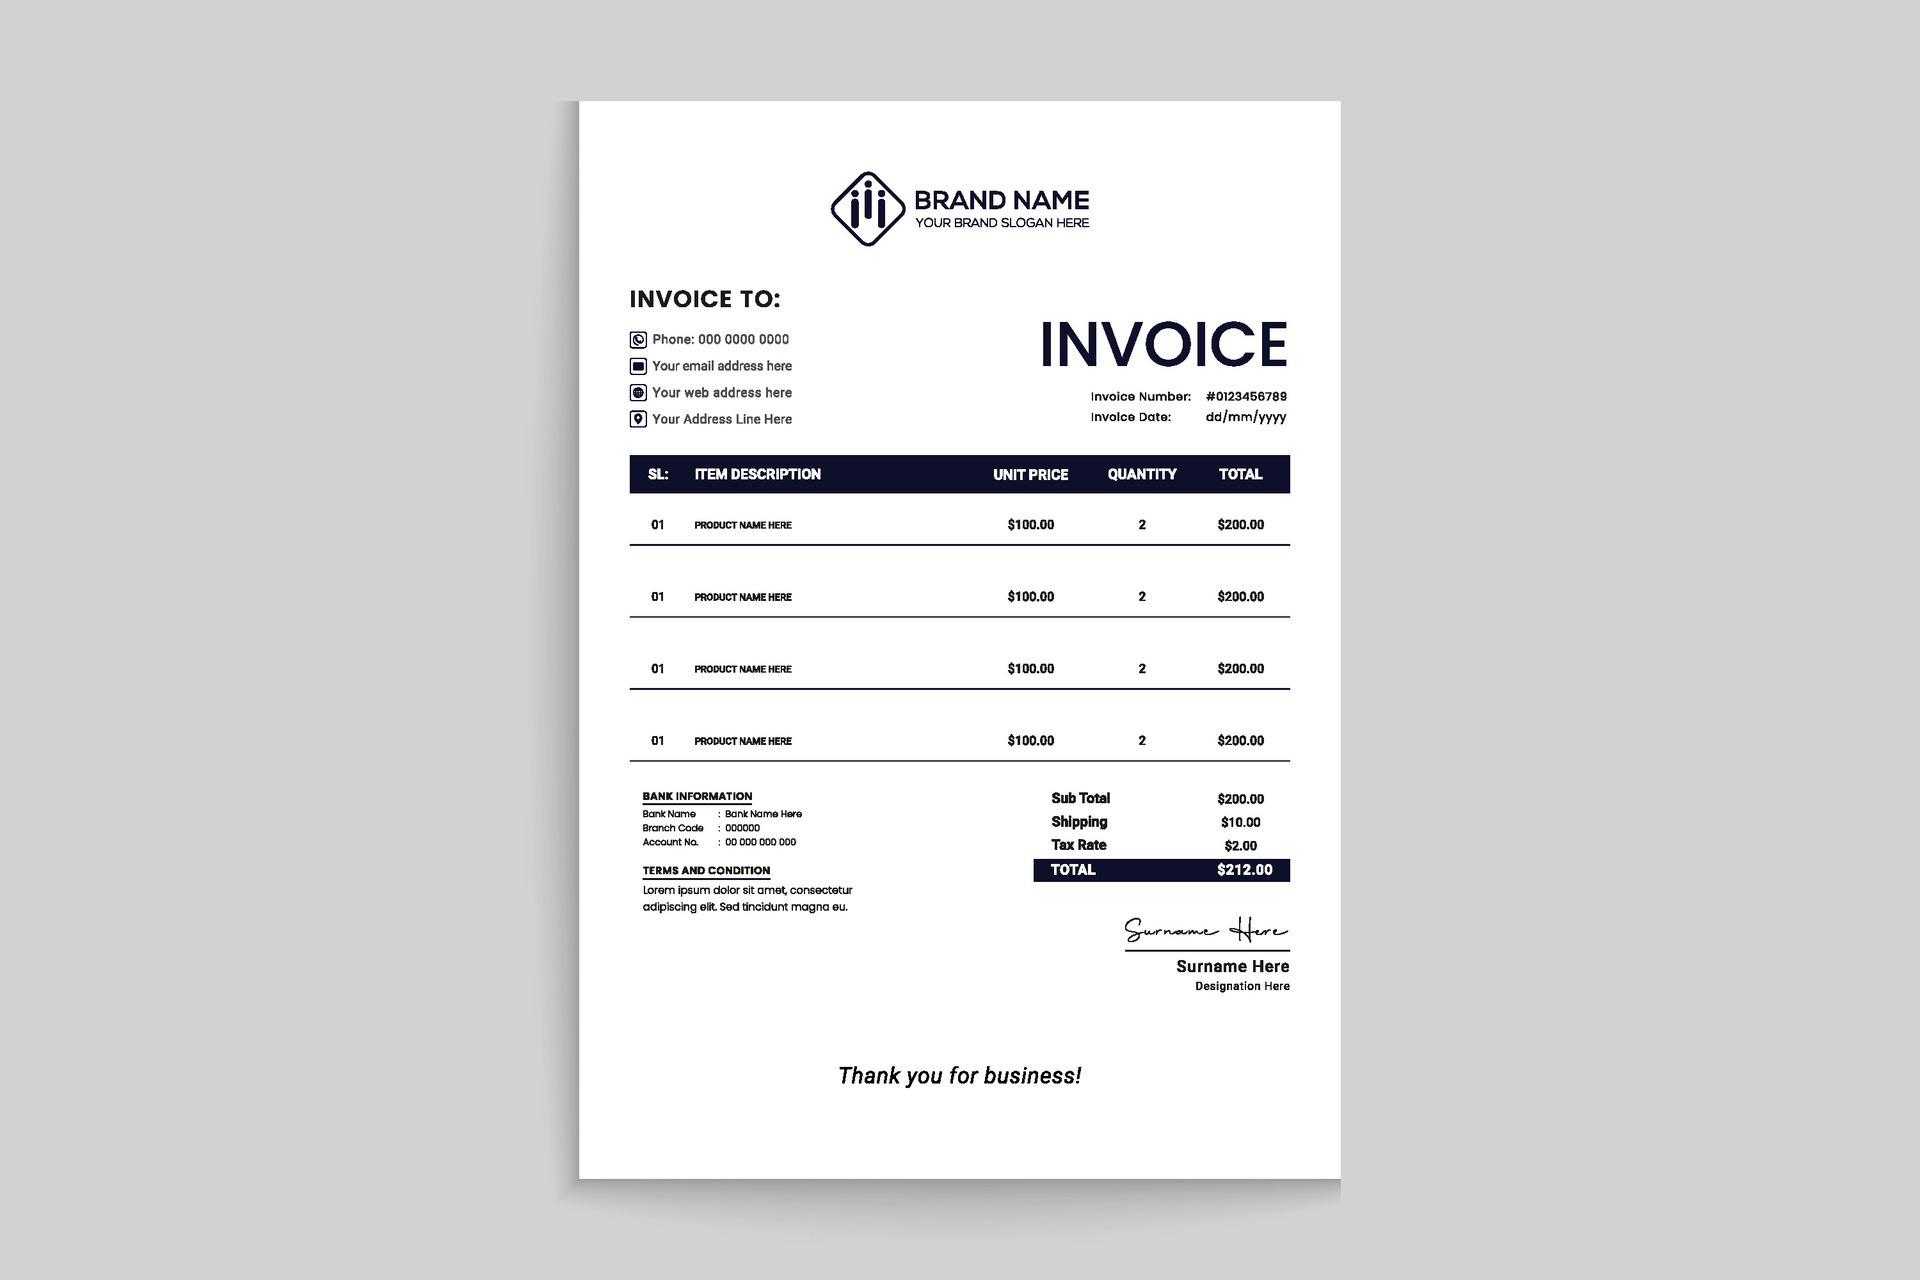 BRAND NAME
YOUR BRAND SLOGAN HERE
INVOICE TO:
Phone: 000 0000 0000
Your email address here
Your web address here
Your Address Line Here
INVOICE
Invoice Number: #0123456789
Invoice Date: dd/mm/yyyy
SL: ITEM DESCRIPTION UNIT PRICE QUANTITY TOTAL
01 PRODUCT NAME HERE $100.00 2 $200.00
01 PRODUCT NAME HERE $100.00 2 $200.00
01 PRODUCT NAME HERE $100.00 2 $200.00
01 PRODUCT NAME HERE $100.00 2 $200.00
BANK INFORMATION
Bank Name : Bank Name Here
Branch Code : 000000
Account No. : 00 000 000 000
TERMS AND CONDITION
Lorem ipsum dolor sit amet, consectetur
adipiscing elit. Sed tincidunt magna eu.
Sub Total $200.00
Shipping $10.00
Tax Rate $2.00
TOTAL $212.00
Surname Here
Surname Here
Designation Here
Thank you for business!